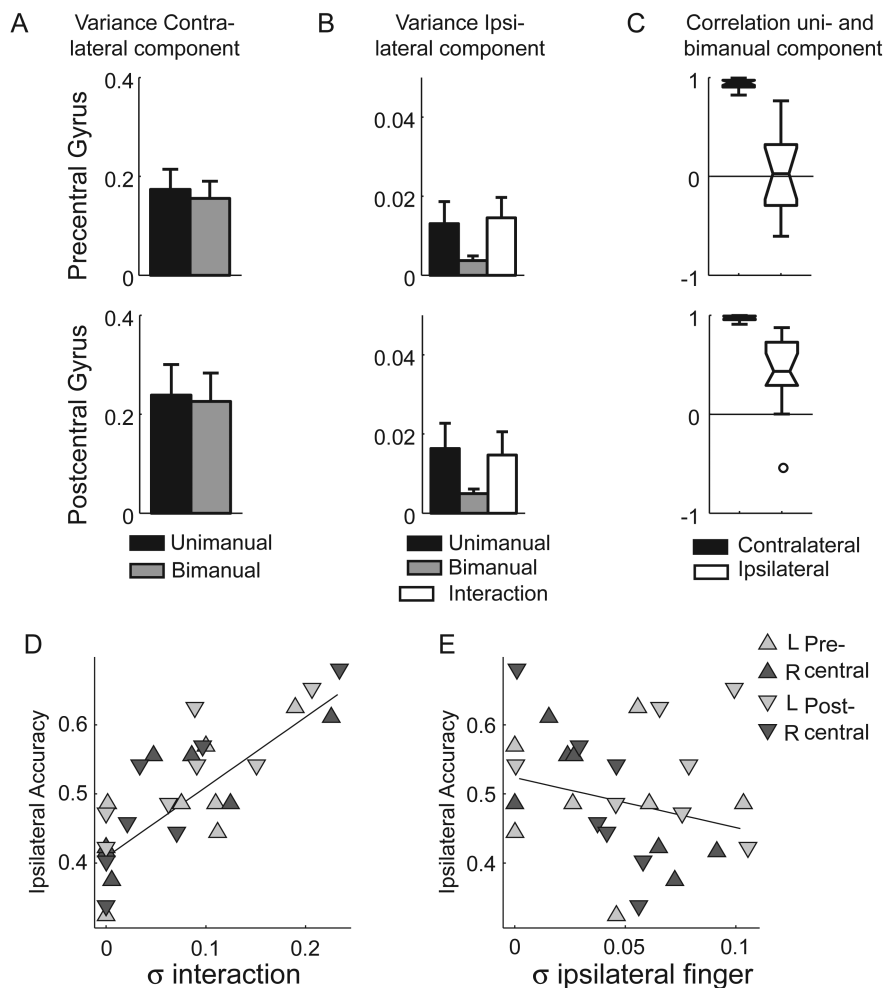 A
Variance Contra-
lateral component
B
Variance Ipsi-
lateral component
C
Correlation uni- and
bimanual component
Precentral Gyrus
0.4
0.2
0
0.04
0.02
0
1
0
-1
Postcentral Gyrus
0.4
0.2
0
0.04
0.02
0
1
0
-1
Unimanual
Bimanual
Unimanual
Bimanual
Interaction
Contralateral
Ipsilateral
D
Ipsilateral Accuracy
0.6
0.5
0.4
0
0.1
0.2
σ interaction
E
Ipsilateral Accuracy
0.6
0.5
0.4
0
0.05
0.1
σ ipsilateral finger
L Pre-
R central
L Post-
R central